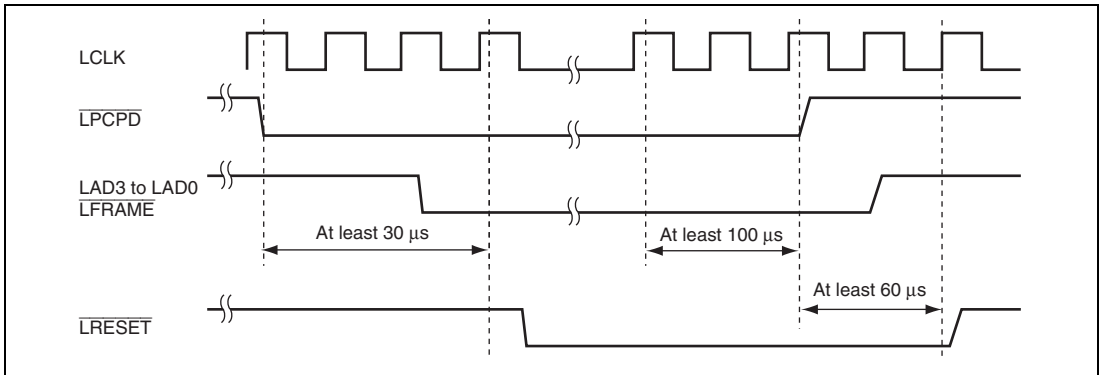 LCLK
LPCPD
LAD3 to LAD0
LFRAME
At least 30 μs
At least 100 μs
At least 60 μs
LRESET